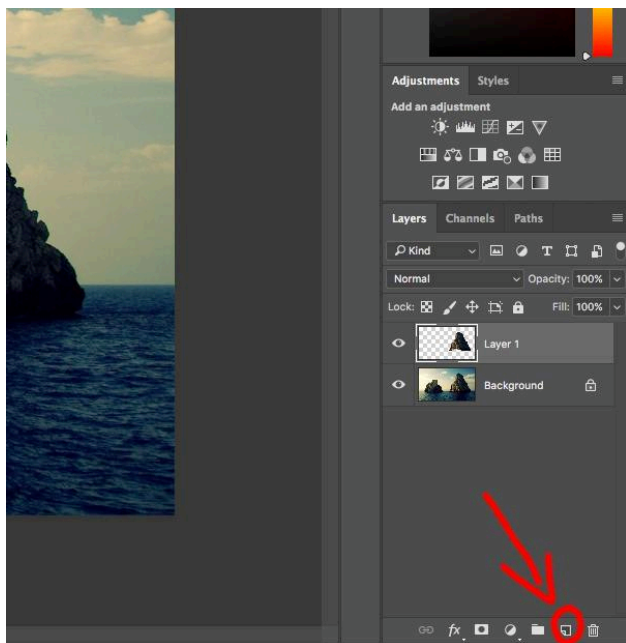 Adjustments Styles
Add an adjustment
Layers Channels Paths
Kind T
Normal Opacity: 100%
Lock: Fill: 100%
Layer 1
Background
fx